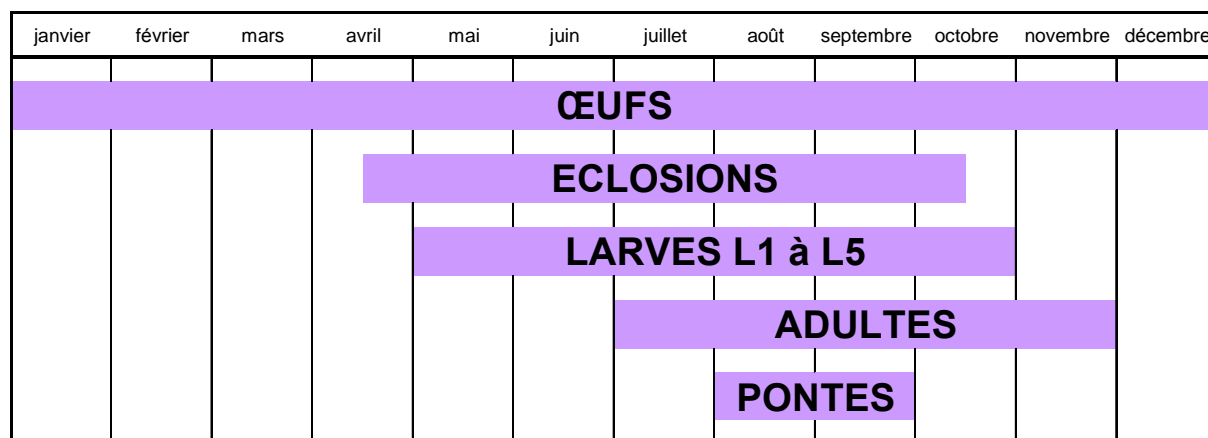 janvier février mars avril mai juin juillet août septembre octobre novembre décembre
ŒUFS
ECLOSIONS
LARVES L1 à L5
ADULTES
PONTES